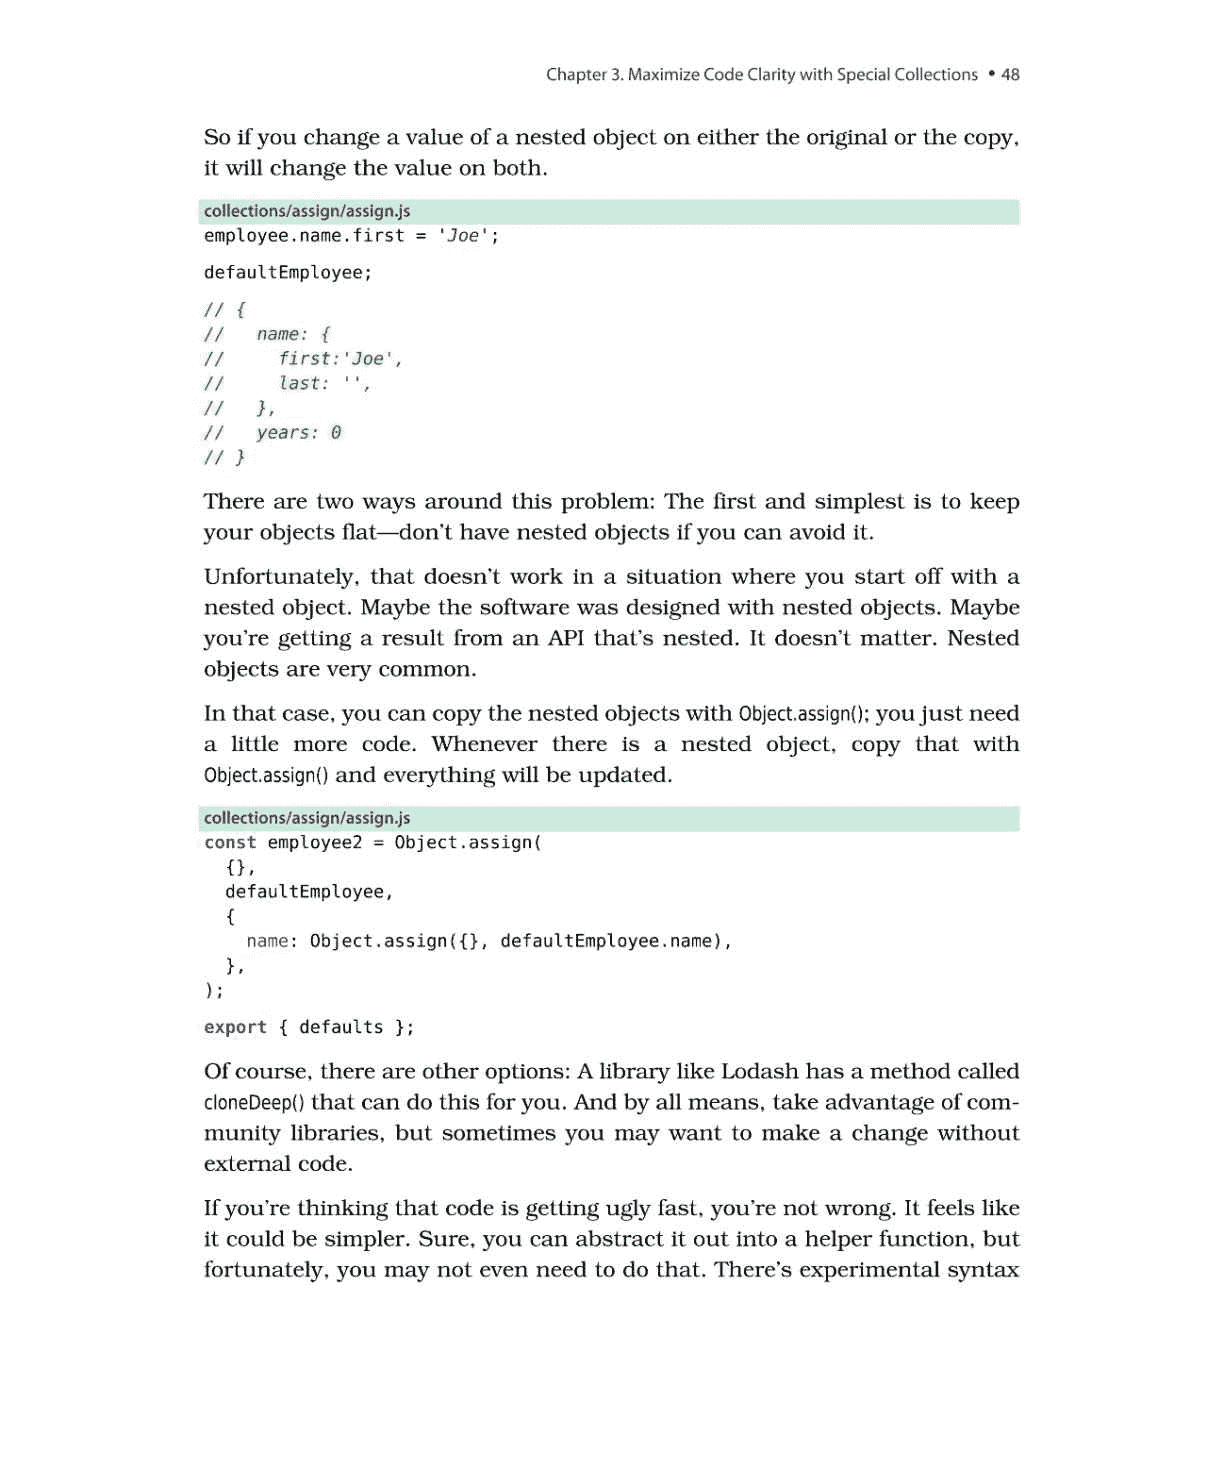 Chapter 3. Maximize Code Clarity with Special Collections • 48
So if you change a value of a nested object on either the original or the copy,
it will change the value on both.
collections/assign/assign.js
employee.name.first = 'Joe';
defaultEmployee;
// {
//   name: {
//     first:'Joe',
//     last: '',
//   },
//   years: 0
// }
There are two ways around this problem: The first and simplest is to keep
your objects flat—don't have nested objects if you can avoid it.
Unfortunately, that doesn't work in a situation where you start off with a
nested object. Maybe the software was designed with nested objects. Maybe
you're getting a result from an API that's nested. It doesn't matter. Nested
objects are very common.
In that case, you can copy the nested objects with Object.assign(); you just need
a little more code. Whenever there is a nested object, copy that with
Object.assign() and everything will be updated.
collections/assign/assign.js
const employee2 = Object.assign(
  {},
  defaultEmployee,
  {
    name: Object.assign({}, defaultEmployee.name),
  },
);
export { defaults };
Of course, there are other options: A library like Lodash has a method called
cloneDeep() that can do this for you. And by all means, take advantage of com-
munity libraries, but sometimes you may want to make a change without
external code.
If you're thinking that code is getting ugly fast, you're not wrong. It feels like
it could be simpler. Sure, you can abstract it out into a helper function, but
fortunately, you may not even need to do that. There's experimental syntax